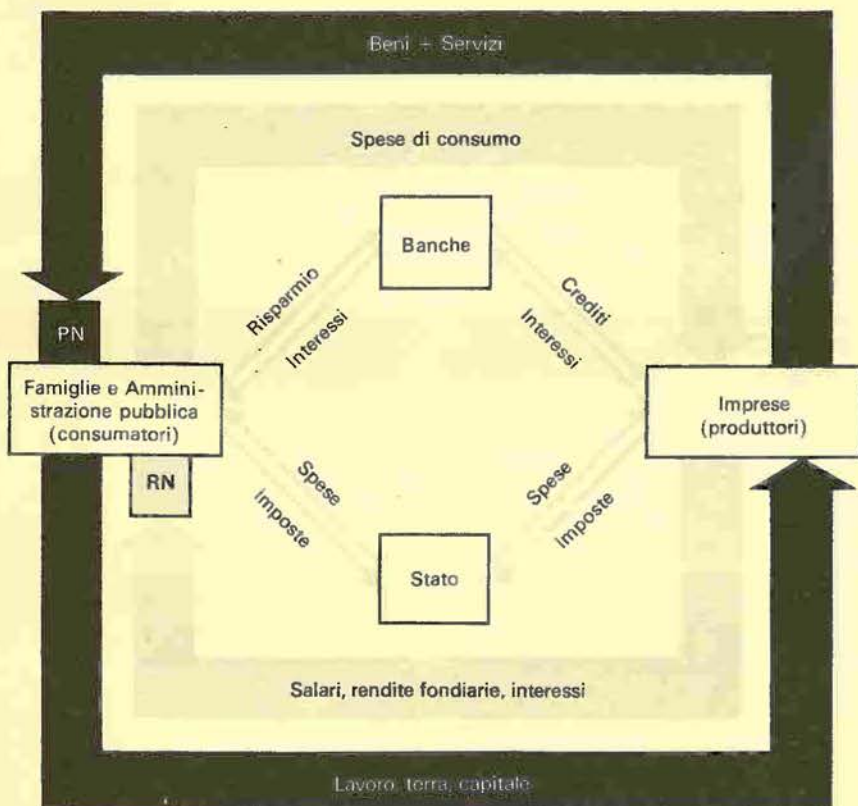 Beni + Servizi
Spese di consumo
Banche
Risparmio
Interessi
Crediti
Interessi
PN
Famiglie e Ammini-
strazione pubblica
(consumatori)
Imprese
(produttori)
RN
Spese
Imposte
Spese
Imposte
Stato
Salari, rendite fondiarie, interessi
Lavoro, terra, capitale